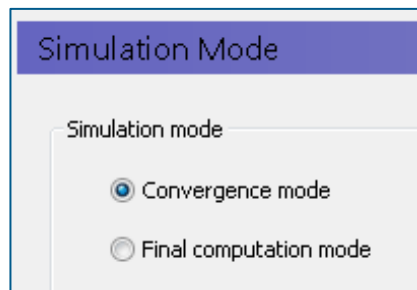 Simulation Mode
Simulation mode
Convergence mode
Final computation mode